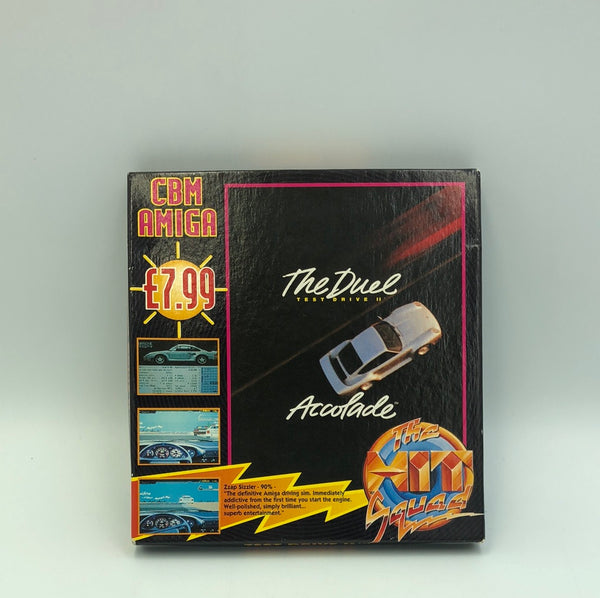 CBM
AMIGA
£7.99
The Duel
TEST DRIVE II
Accolade™
The
HIT
Squad
Zzap Sizzler - 90% -
"The definitive Amiga driving sim. Immediately
addictive from the first time you start the engine.
Well-polished, simply brilliant...
superb entertainment."